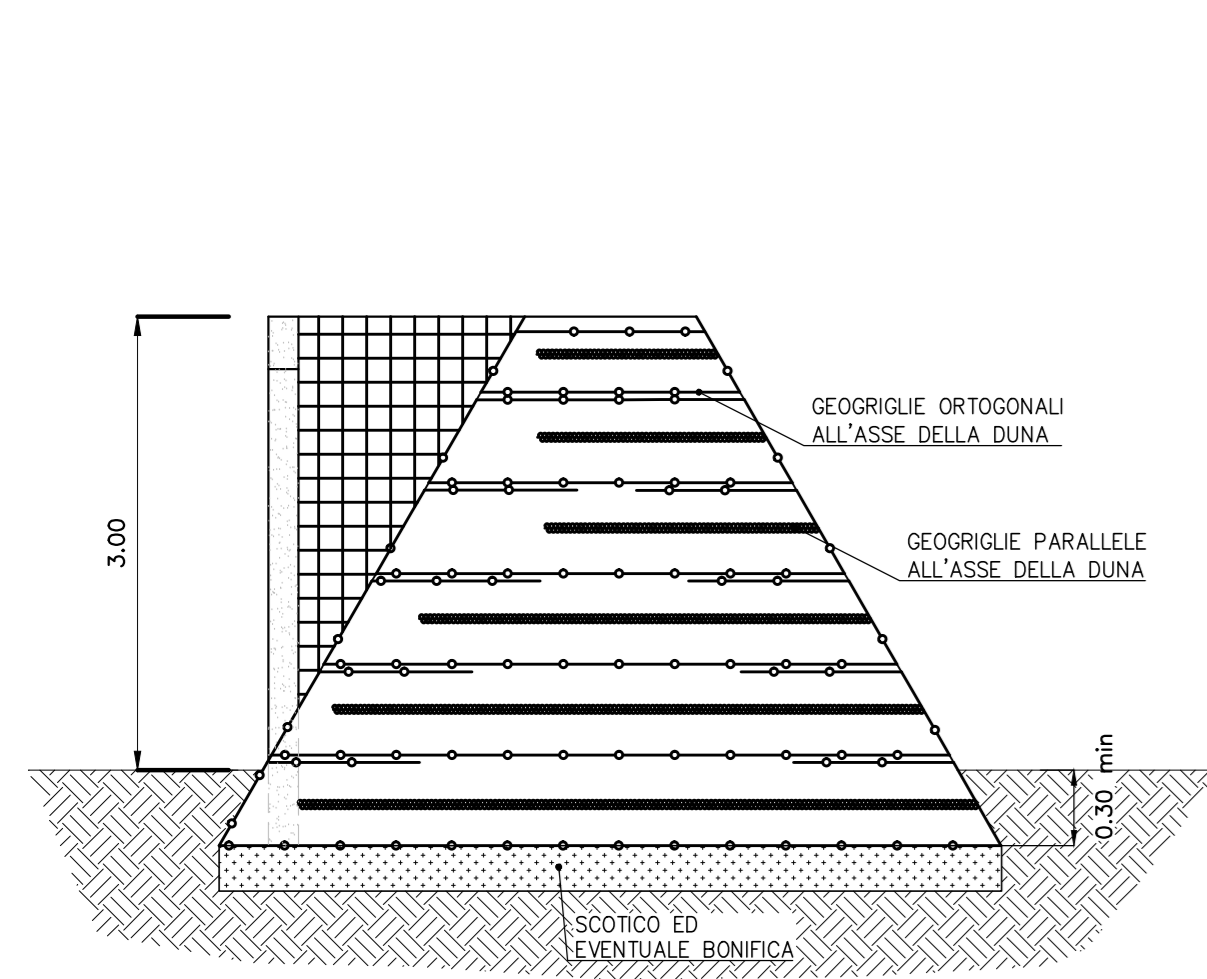 GEOGRIGLIE ORTOGONALI
ALL'ASSE DELLA DUNA
3.00
GEOGRIGLIE PARALLELE
ALL'ASSE DELLA DUNA
0.30 min
SCOTICO ED
EVENTUALE BONIFICA